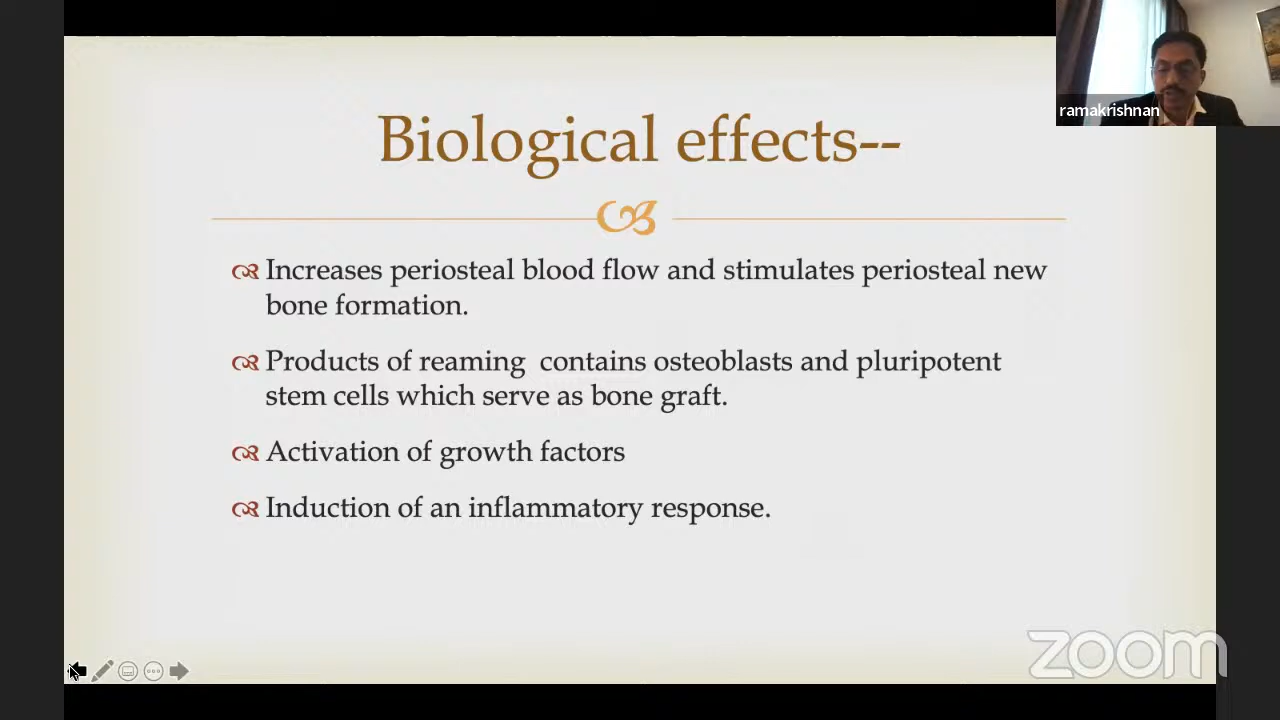 ramakrishnan
Biological effects--
Increases periosteal blood flow and stimulates periosteal new
bone formation.
Products of reaming contains osteoblasts and pluripotent
stem cells which serve as bone graft.
Activation of growth factors
Induction of an inflammatory response.
zoom